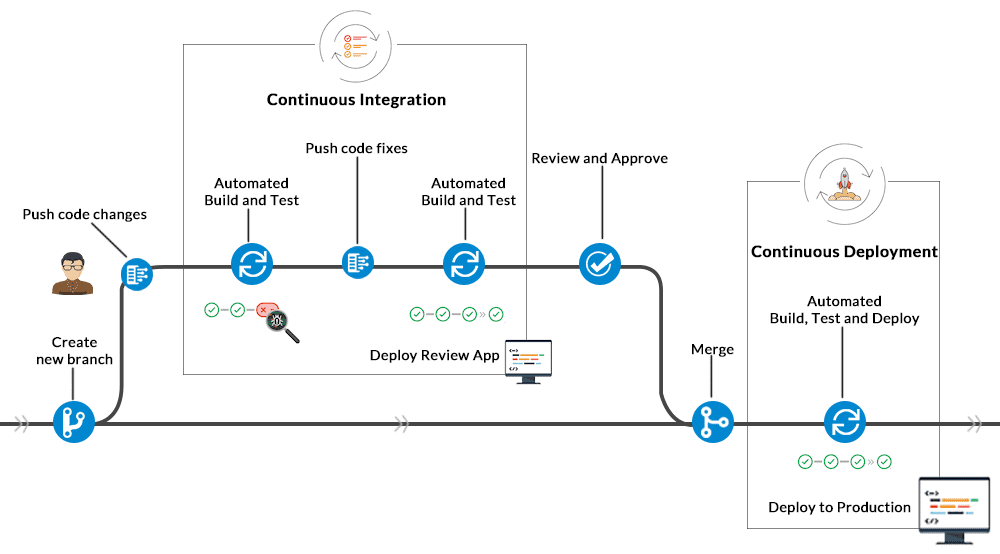 Continuous Integration
Push code fixes
Review and Approve
Automated
Build and Test
Automated
Build and Test
Push code changes
Continuous Deployment
Automated
Build, Test and Deploy
Create
new branch
Deploy Review App
Merge
Deploy to Production